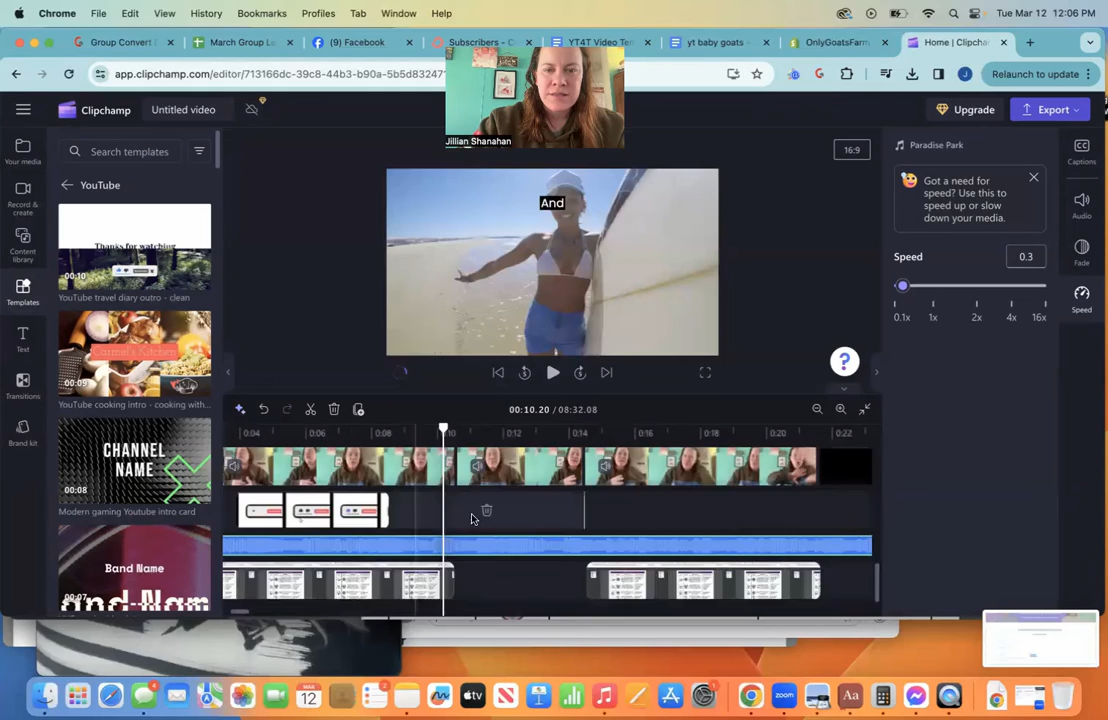 Chrome File Edit View History Bookmarks Profiles Tab Window Help Tue Mar 12 12:06 PM
Group Convert
March Group Le
(9) Facebook
Subscribers - C
YT4T Video Te
yt baby goats -
OnlyGoatsFarm
Home | Clipcha
app.clipchamp.com/editor/713166dc-39c8-44b3-b90a-5b5d83247
J
Relaunch to update
Jillian Shanahan
Clipchamp
Untitled video
Upgrade
Export
Your media
Record & create
Content library
Templates
Text
Transitions
Brand kit
Search templates
YouTube
Thanks for watching
00:10
YouTube travel diary outro - clean
Carmel's Kitchen
00:09
YouTube cooking intro - cooking with...
CHANNEL
NAME
00:08
Modern gaming Youtube intro card
Band Name
and-Nam
00:07
16:9
And
?
Paradise Park
Got a need for
speed? Use this to
speed up or slow
down your media.
Speed
0.3
0.1x 1x 2x 4x 16x
Captions
Audio
Fade
Speed
00:10.20 / 08:32.08
0:04 0:06 0:08 0:10 0:12 0:14 0:16 0:18 0:20 0:22
MAR
12